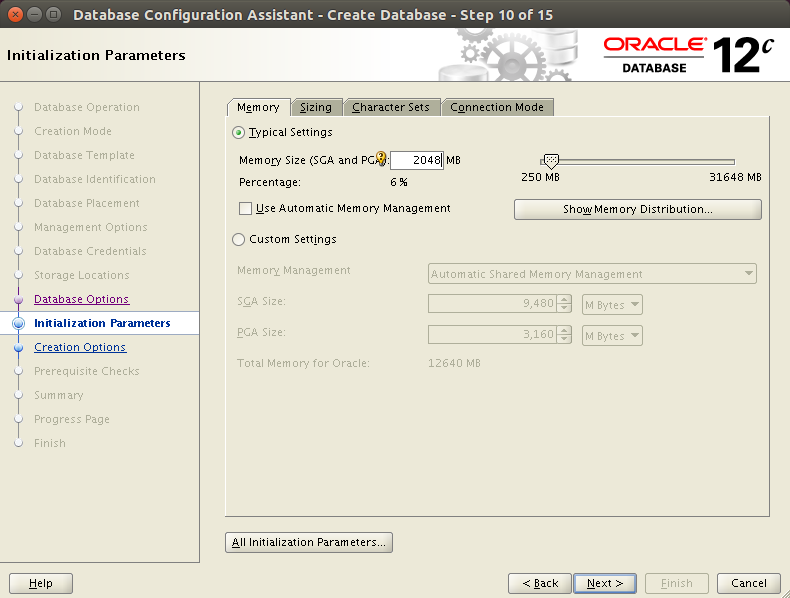 Database Configuration Assistant - Create Database - Step 10 of 15
Initialization Parameters
ORACLE®
DATABASE
12c
Database Operation
Creation Mode
Database Template
Database Identification
Database Placement
Management Options
Database Credentials
Storage Locations
Database Options
Initialization Parameters
Creation Options
Prerequisite Checks
Summary
Progress Page
Finish
Memory Sizing Character Sets Connection Mode
Typical Settings
Memory Size (SGA and PGA): 2048 MB
250 MB 31648 MB
Percentage: 6 %
Use Automatic Memory Management Show Memory Distribution...
Custom Settings
Memory Management Automatic Shared Memory Management
SGA Size: 9,480 M Bytes
PGA Size: 3,160 M Bytes
Total Memory for Oracle: 12640 MB
All Initialization Parameters...
Help < Back Next > Finish Cancel